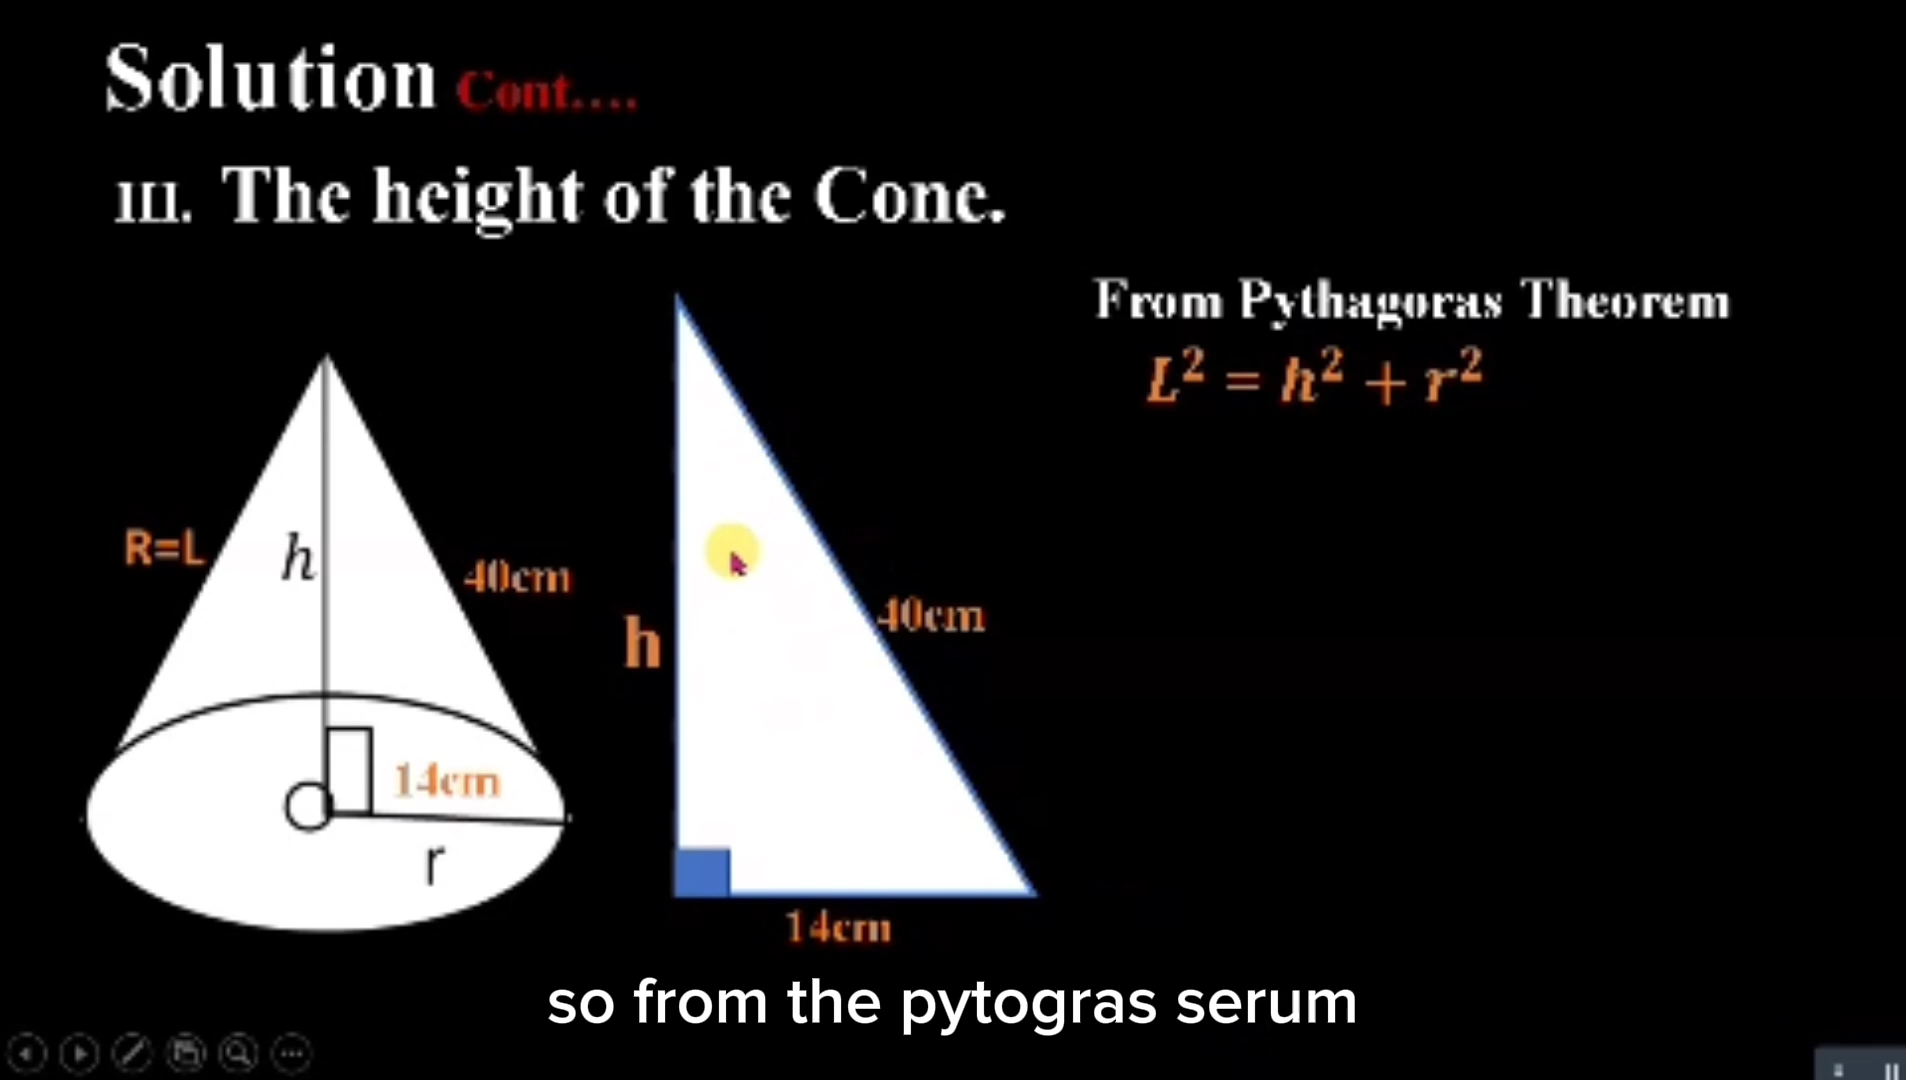 Solution Cont....
III. The height of the Cone.
From Pythagoras Theorem
L² = h² + r²
R=L
h
40cm
14cm
r
h
40cm
14cm
so from the pytogras serum